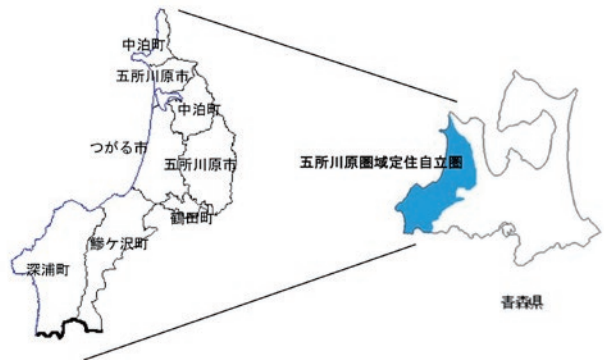 中泊町
五所川原市
中泊町
つがる市
五所川原市
鶴田町
鰺ケ沢町
深浦町
五所川原圏域定住自立圏
青森県